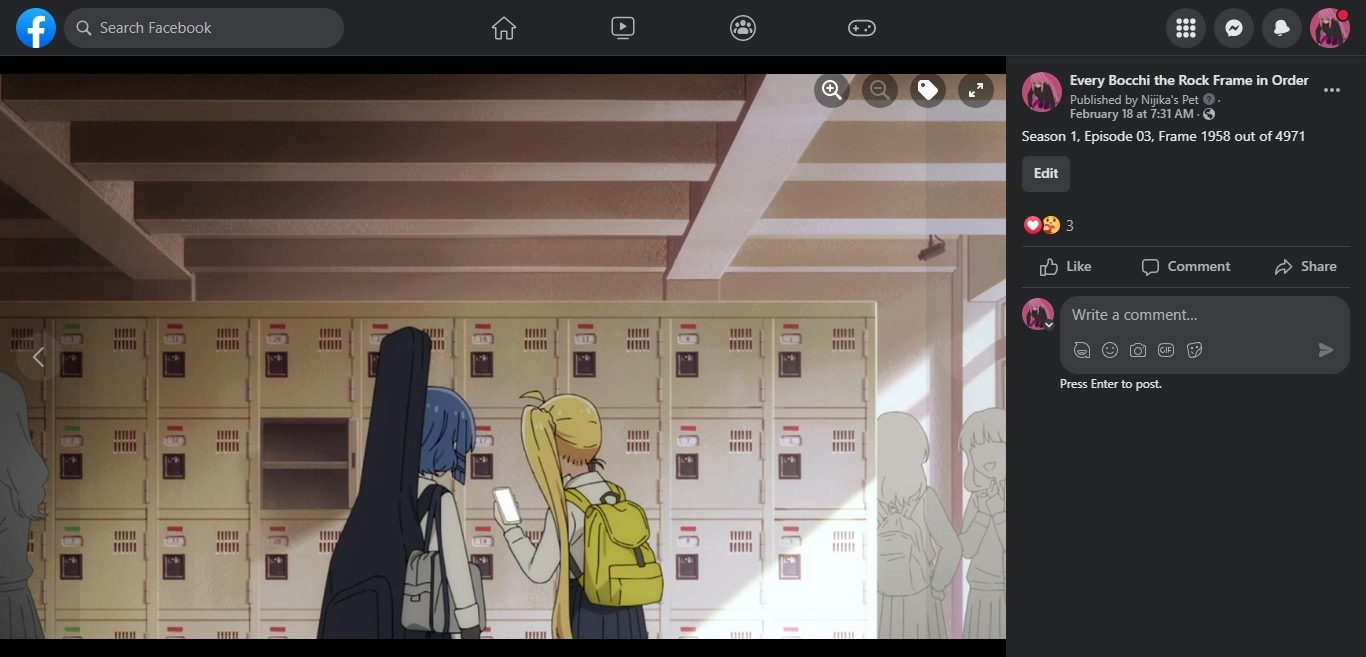 Search Facebook
Every Bocchi the Rock Frame in Order
Published by Nijika's Pet
February 18 at 7:31 AM ·
Season 1, Episode 03, Frame 1958 out of 4971
Edit
3
Like
Comment
Share
Write a comment...
GIF
Press Enter to post.